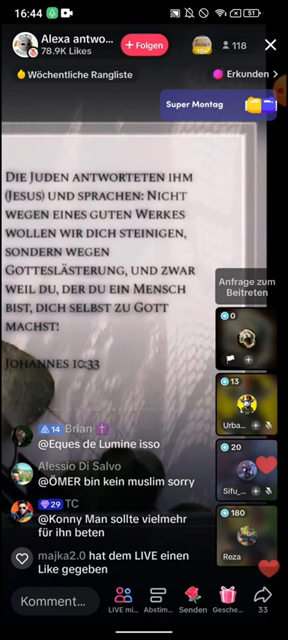 16:44
51
Alexa antwo...
78.9K Likes
+ Folgen
118
Wöchentliche Rangliste
Erkunden >
Super Montag
Die Juden antworteten ihm
(Jesus) und sprachen: Nicht
wegen eines guten Werkes
wollen wir dich steinigen,
sondern wegen
Gotteslästerung, und zwar
weil du, der du ein Mensch
bist, dich selbst zu Gott
machst!
Johannes 10:33
Anfrage zum
Beitreten
0
13
Urba...
20
Sifu_...
180
Reza
14 Brian
@Eques de Lumine isso
Alessio Di Salvo
@ÖMER bin kein muslim sorry
29 TC
@Konny Man sollte vielmehr
für ihn beten
majka2.0 hat dem LIVE einen
Like gegeben
Komment...
LIVE mi...
Abstim...
Senden
Gesche...
33